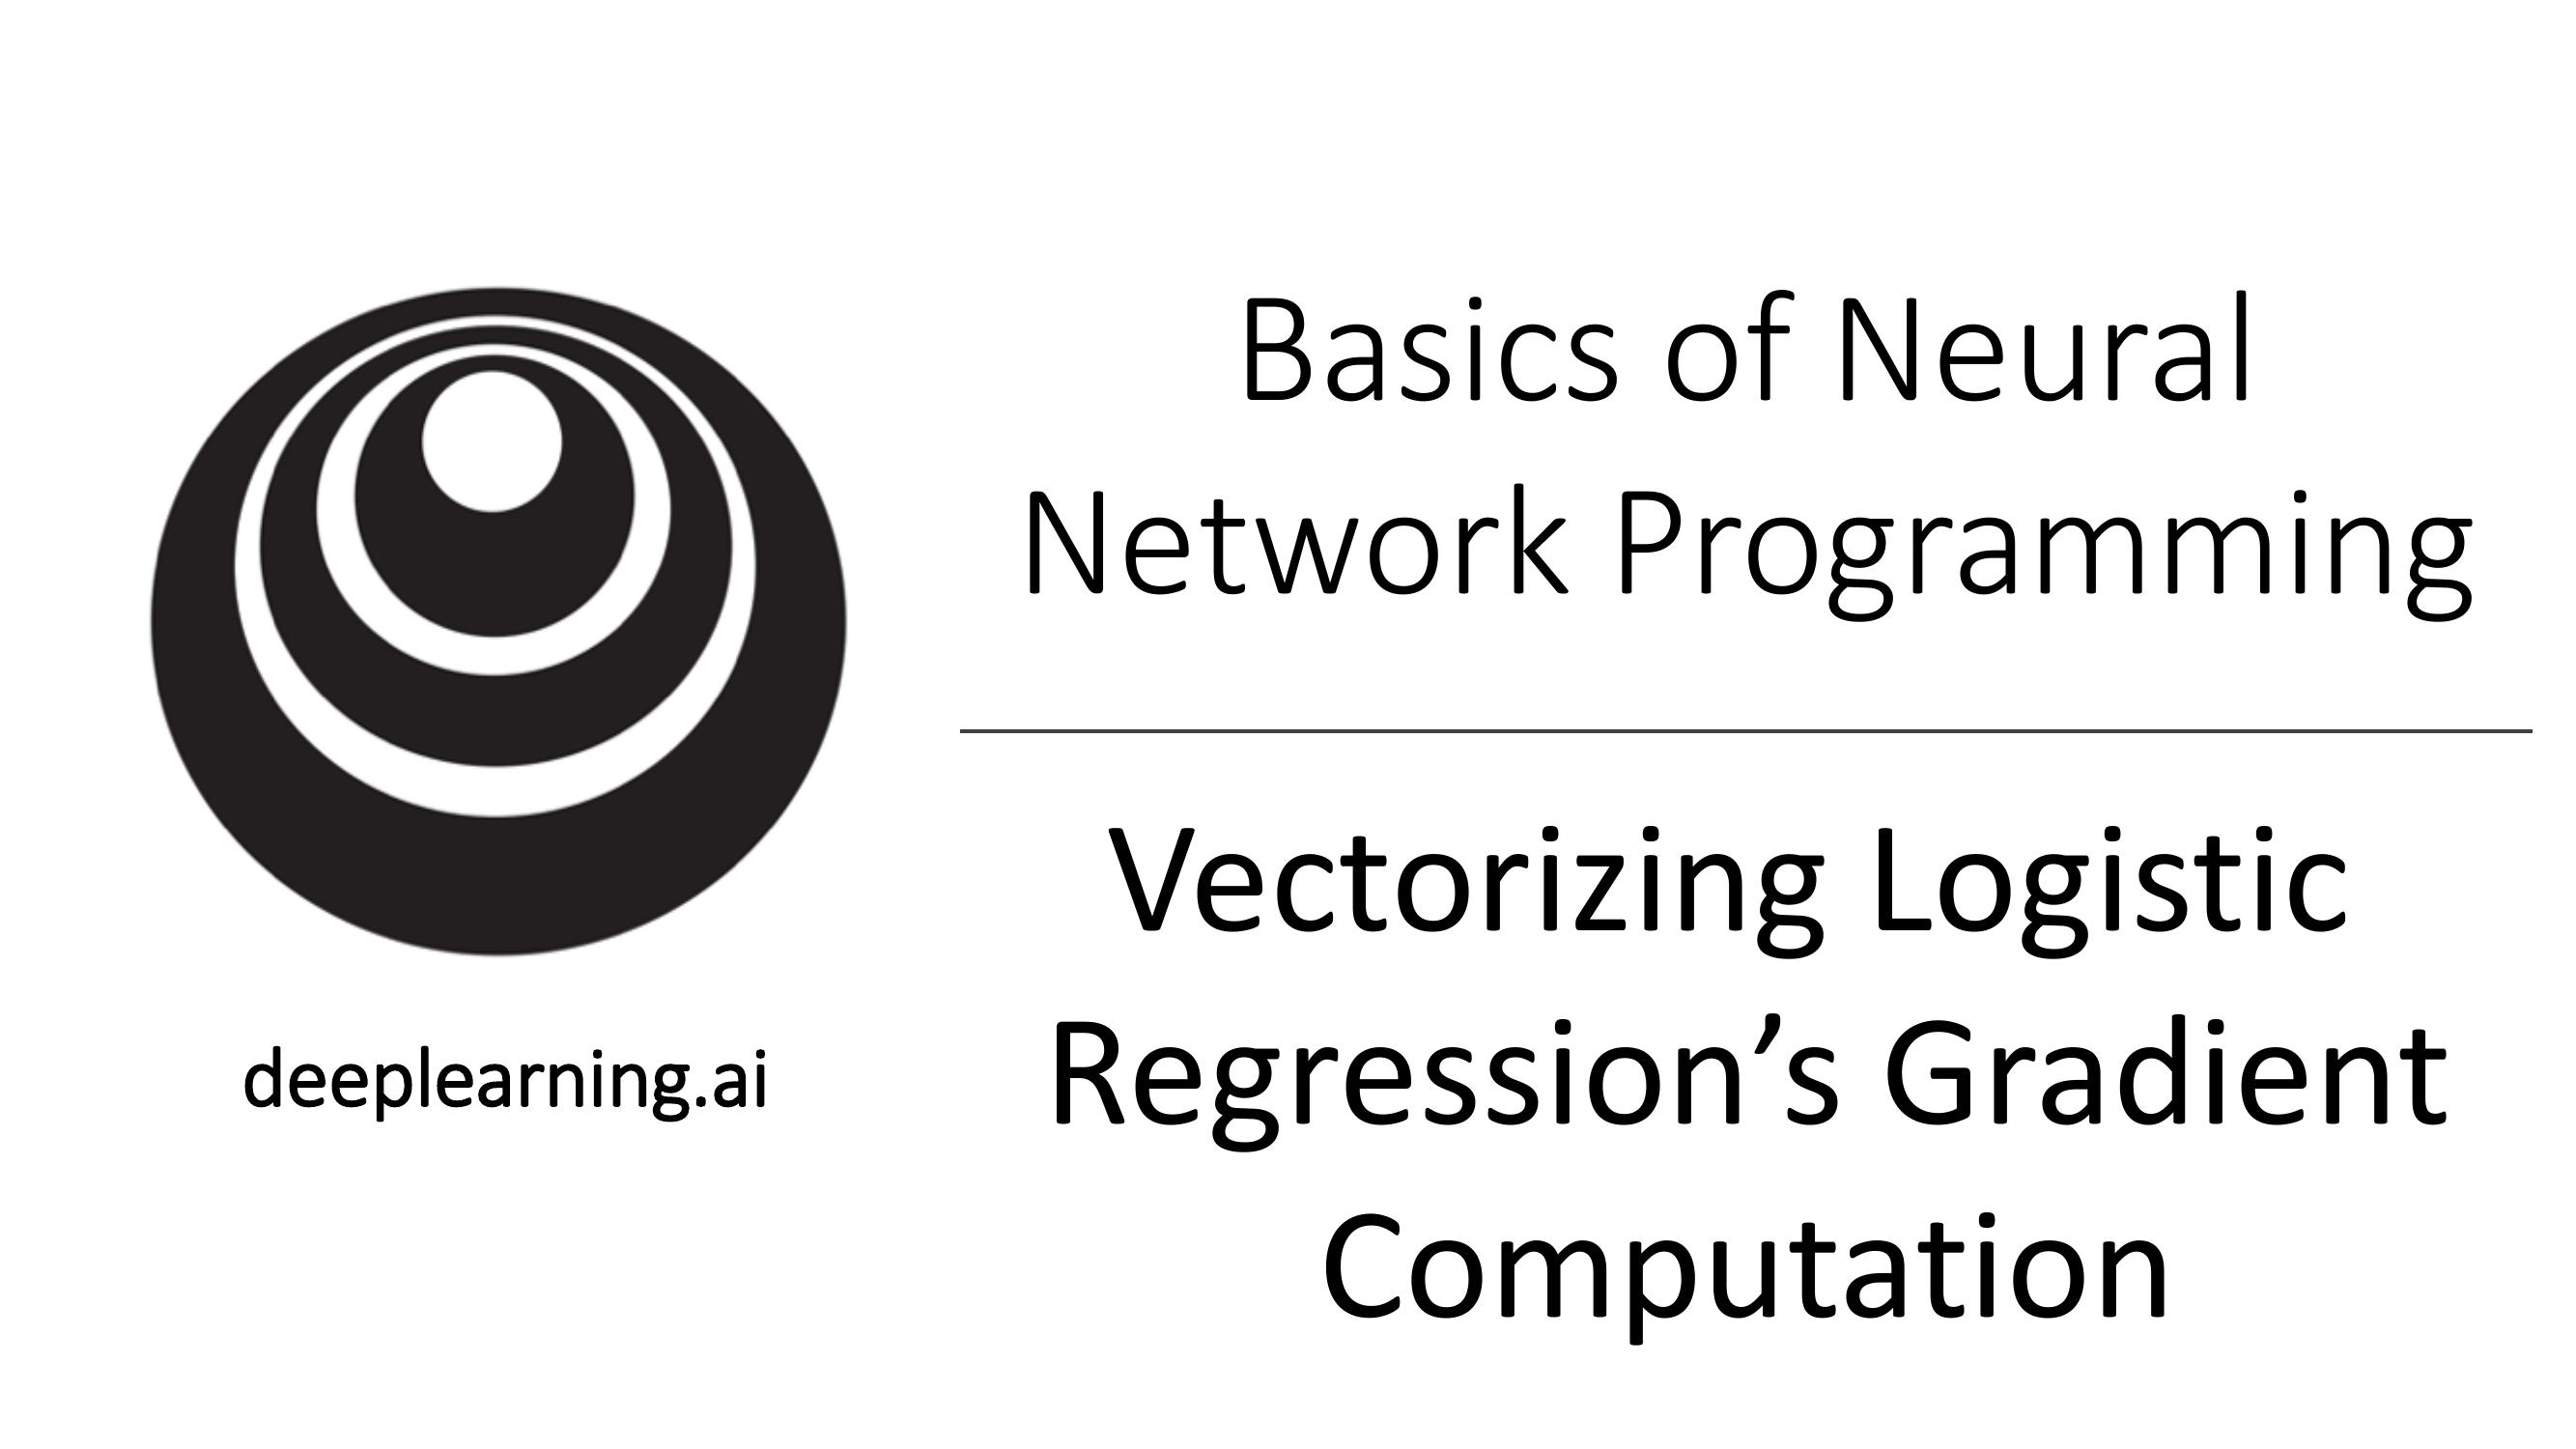 Basics of Neural
Network Programming
Vectorizing Logistic
Regression’s Gradient
Computation
deeplearning.ai